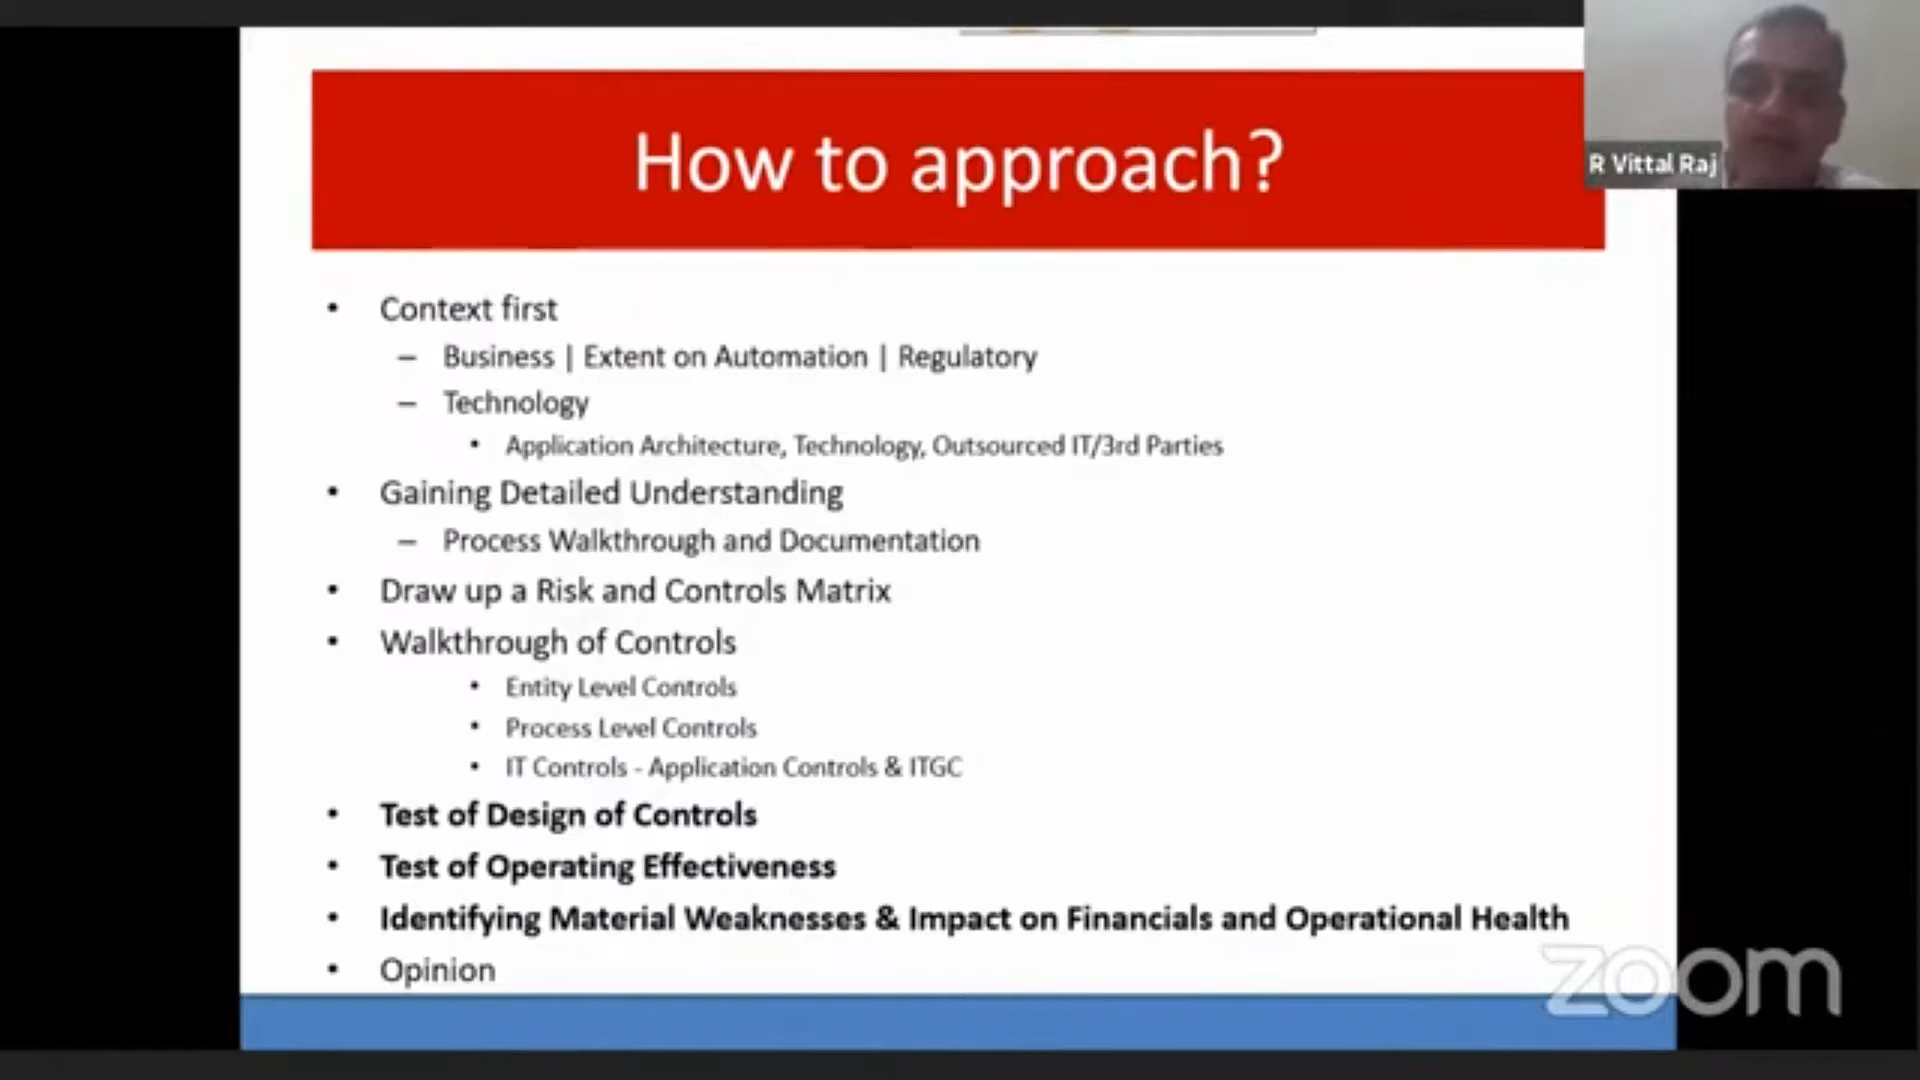 How to approach?
R Vittal Raj
• Context first
– Business | Extent on Automation | Regulatory
– Technology
• Application Architecture, Technology, Outsourced IT/3rd Parties
• Gaining Detailed Understanding
– Process Walkthrough and Documentation
• Draw up a Risk and Controls Matrix
• Walkthrough of Controls
• Entity Level Controls
• Process Level Controls
• IT Controls - Application Controls & ITGC
• Test of Design of Controls
• Test of Operating Effectiveness
• Identifying Material Weaknesses & Impact on Financials and Operational Health
• Opinion
zoom